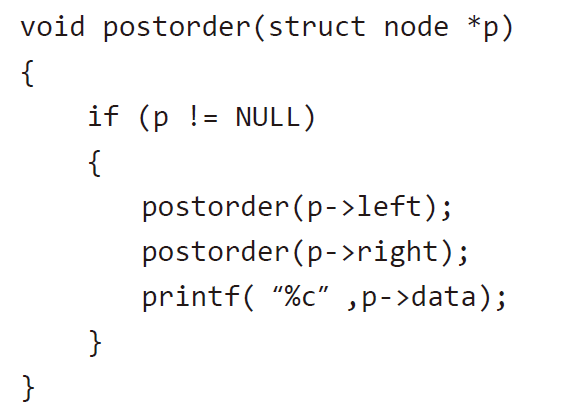 void postorder(struct node *p)
{
if (p != NULL)
{
postorder(p->left);
postorder(p->right);
printf( “%c” ,p->data);
}
}